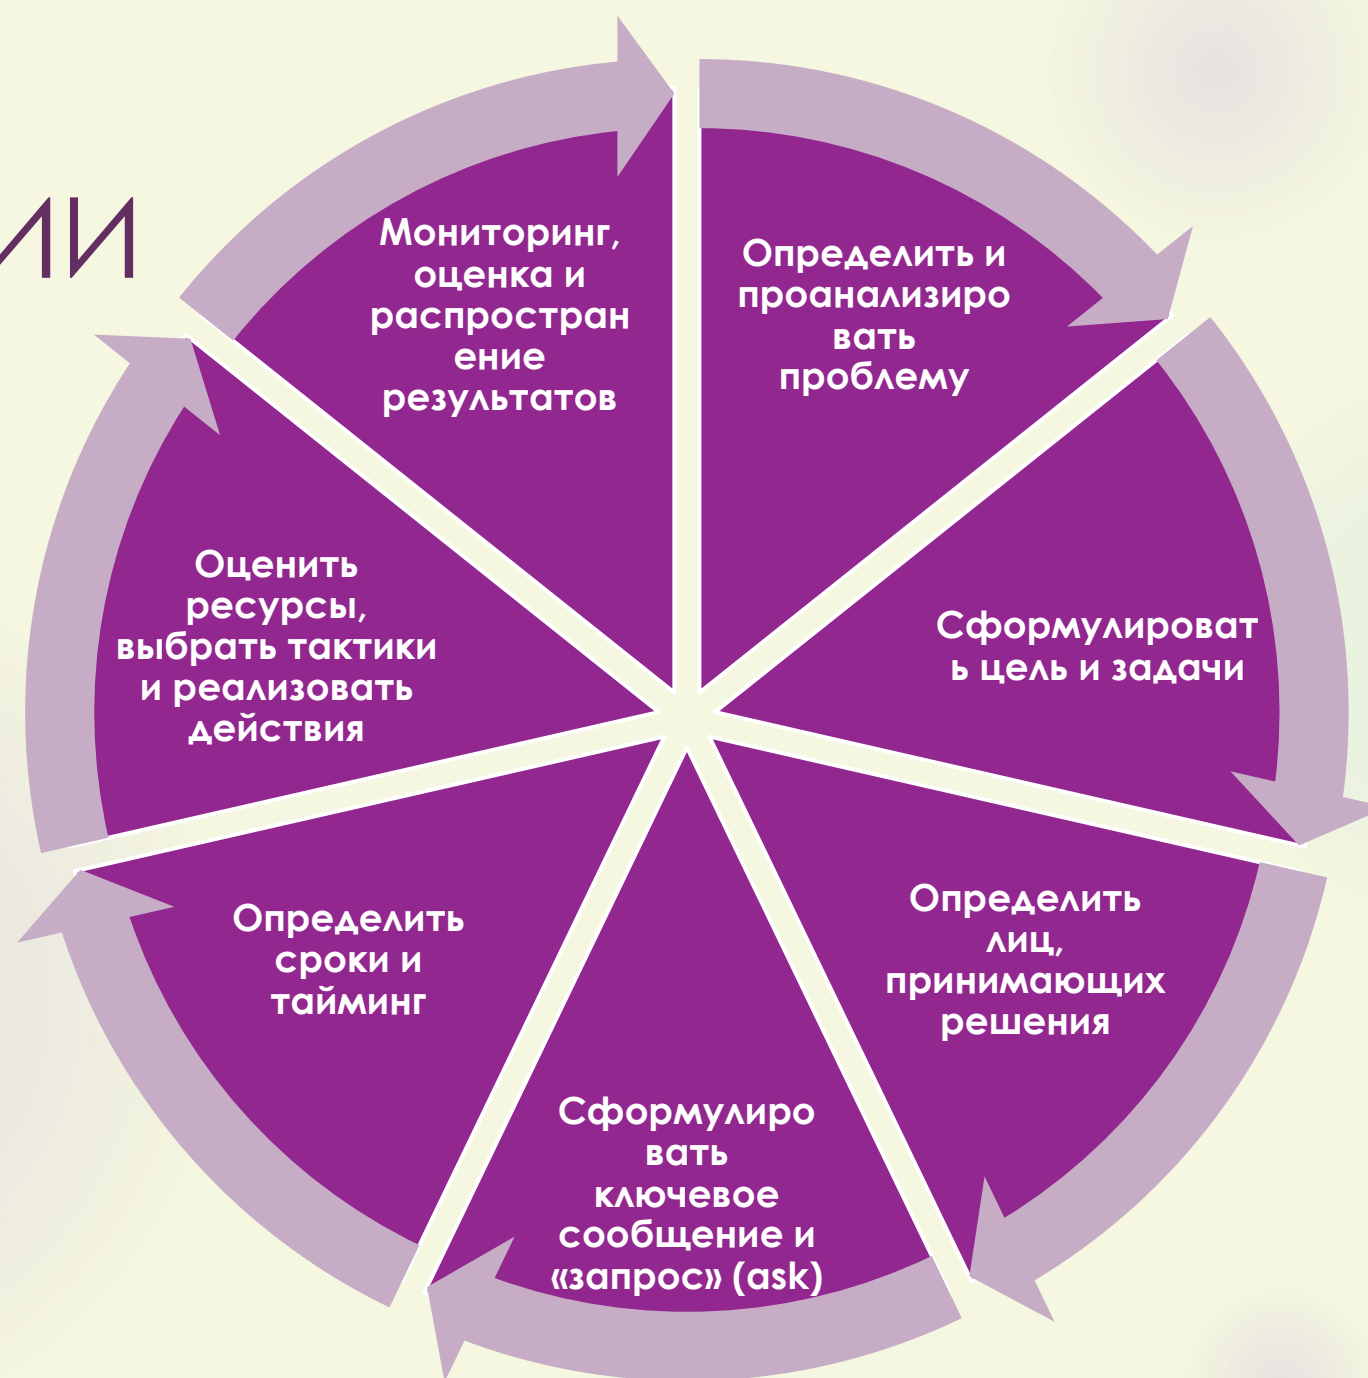 Определить и
проанализиро
вать
проблему
Сформулироват
ь цель и задачи
Определить
лиц,
принимающих
решения
Сформулиро
вать
ключевое
сообщение и
«запрос» (ask)
Определить
сроки и
тайминг
Оценить
ресурсы,
выбрать тактики
и реализовать
действия
Мониторинг,
оценка и
распростран
ение
результатов